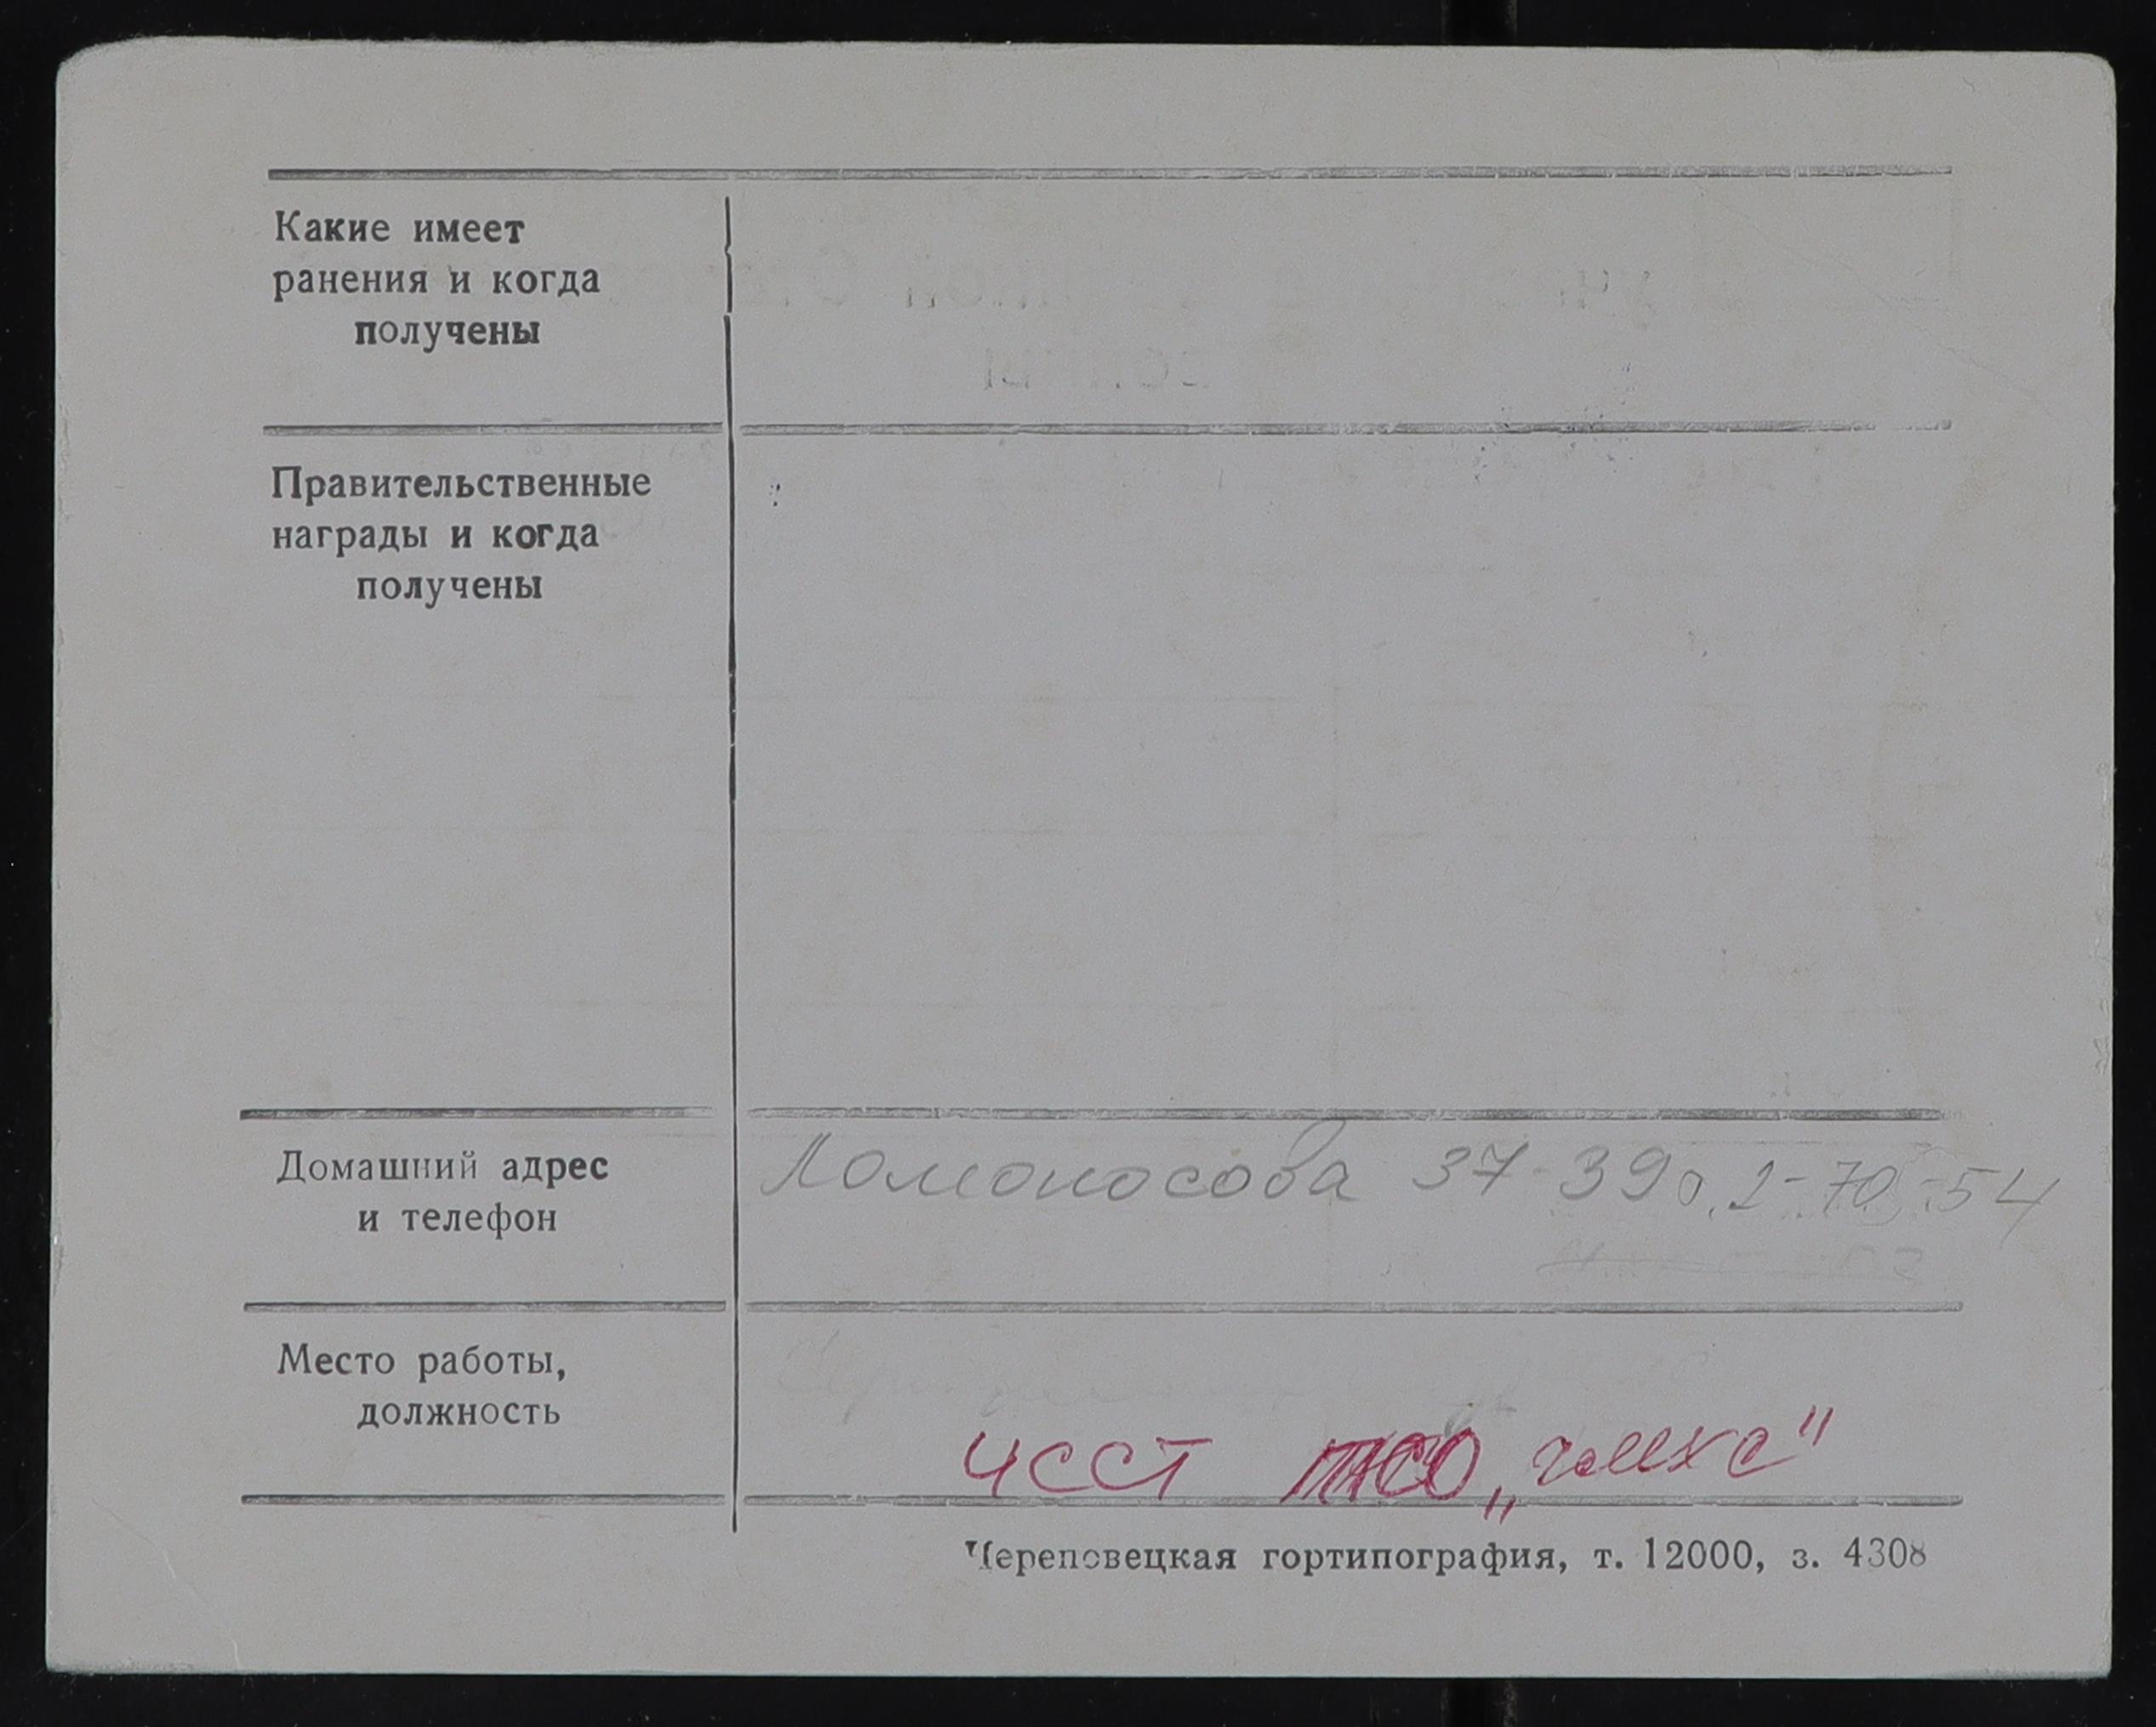 Какие имеет
ранения и когда
получены
Правительственные
награды и когда
получены
Домашний адрес
и телефон
Ломоносова 37-39 2-70-54
Место работы,
должность
ЧССТ
Череповецкая гортипография, т. 12000, з. 4308